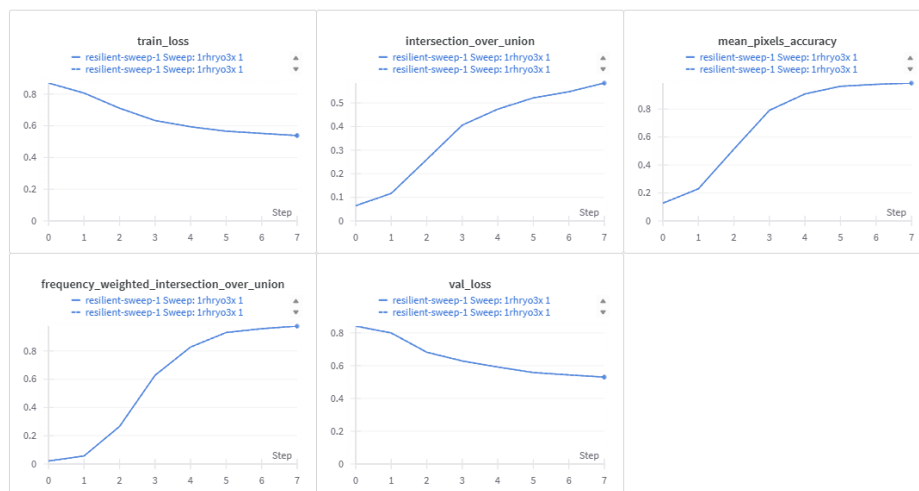 train_loss
resilient-sweep-1 Sweep: 1rhryo3x 1
resilient-sweep-1 Sweep: 1rhryo3x 1
0.8
0.6
0.4
0.2
0
Step
0 1 2 3 4 5 6 7
intersection_over_union
resilient-sweep-1 Sweep: 1rhryo3x 1
resilient-sweep-1 Sweep: 1rhryo3x 1
0.5
0.4
0.3
0.2
0.1
0
Step
0 1 2 3 4 5 6 7
mean_pixels_accuracy
resilient-sweep-1 Sweep: 1rhryo3x 1
resilient-sweep-1 Sweep: 1rhryo3x 1
0.8
0.6
0.4
0.2
0
Step
0 1 2 3 4 5 6 7
frequency_weighted_intersection_over_union
resilient-sweep-1 Sweep: 1rhryo3x 1
resilient-sweep-1 Sweep: 1rhryo3x 1
0.8
0.6
0.4
0.2
0
Step
0 1 2 3 4 5 6 7
val_loss
resilient-sweep-1 Sweep: 1rhryo3x 1
resilient-sweep-1 Sweep: 1rhryo3x 1
0.8
0.6
0.4
0.2
0
Step
0 1 2 3 4 5 6 7